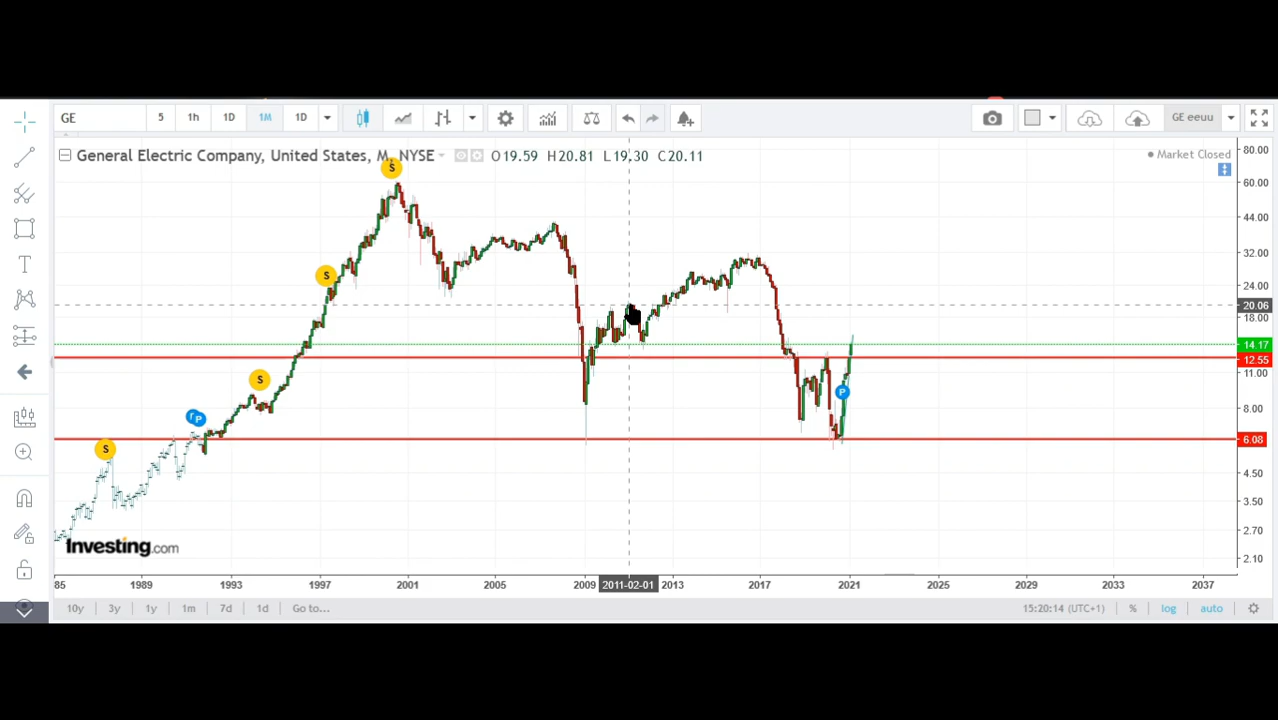 GE 5 1h 1D 1M 1D GE eeuu
General Electric Company, United States, M, NYSE O19.59 H20.81 L19.30 C20.11 Market Closed
S
S
S
S
P
P
80.00
60.00
44.00
32.00
24.00
20.06
18.00
14.17
12.55
11.00
8.00
6.08
4.50
3.50
2.70
2.10
Investing.com
85 1989 1993 1997 2001 2005 2009 2011-02-01 2013 2017 2021 2025 2029 2033 2037
10y 3y 1y 1m 7d 1d Go to... 15:20:14 (UTC+1) % log auto